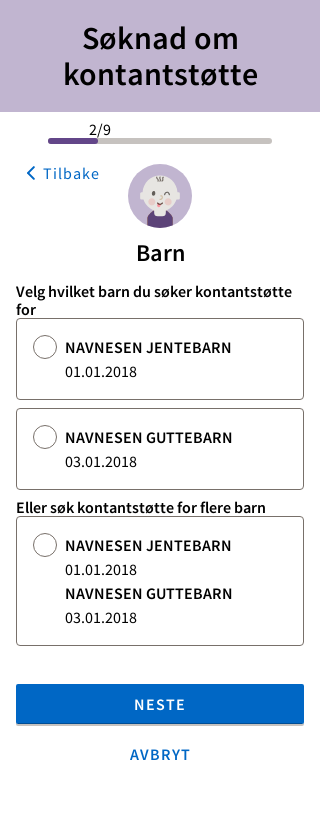 Søknad om
kontantstøtte
2/9
Tilbake
Barn
Velg hvilket barn du søker kontantstøtte
for
NAVNESEN JENTEBARN
01.01.2018
NAVNESEN GUTTEBARN
03.01.2018
Eller søk kontantstøtte for flere barn
NAVNESEN JENTEBARN
01.01.2018
NAVNESEN GUTTEBARN
03.01.2018
NESTE
AVBRYT